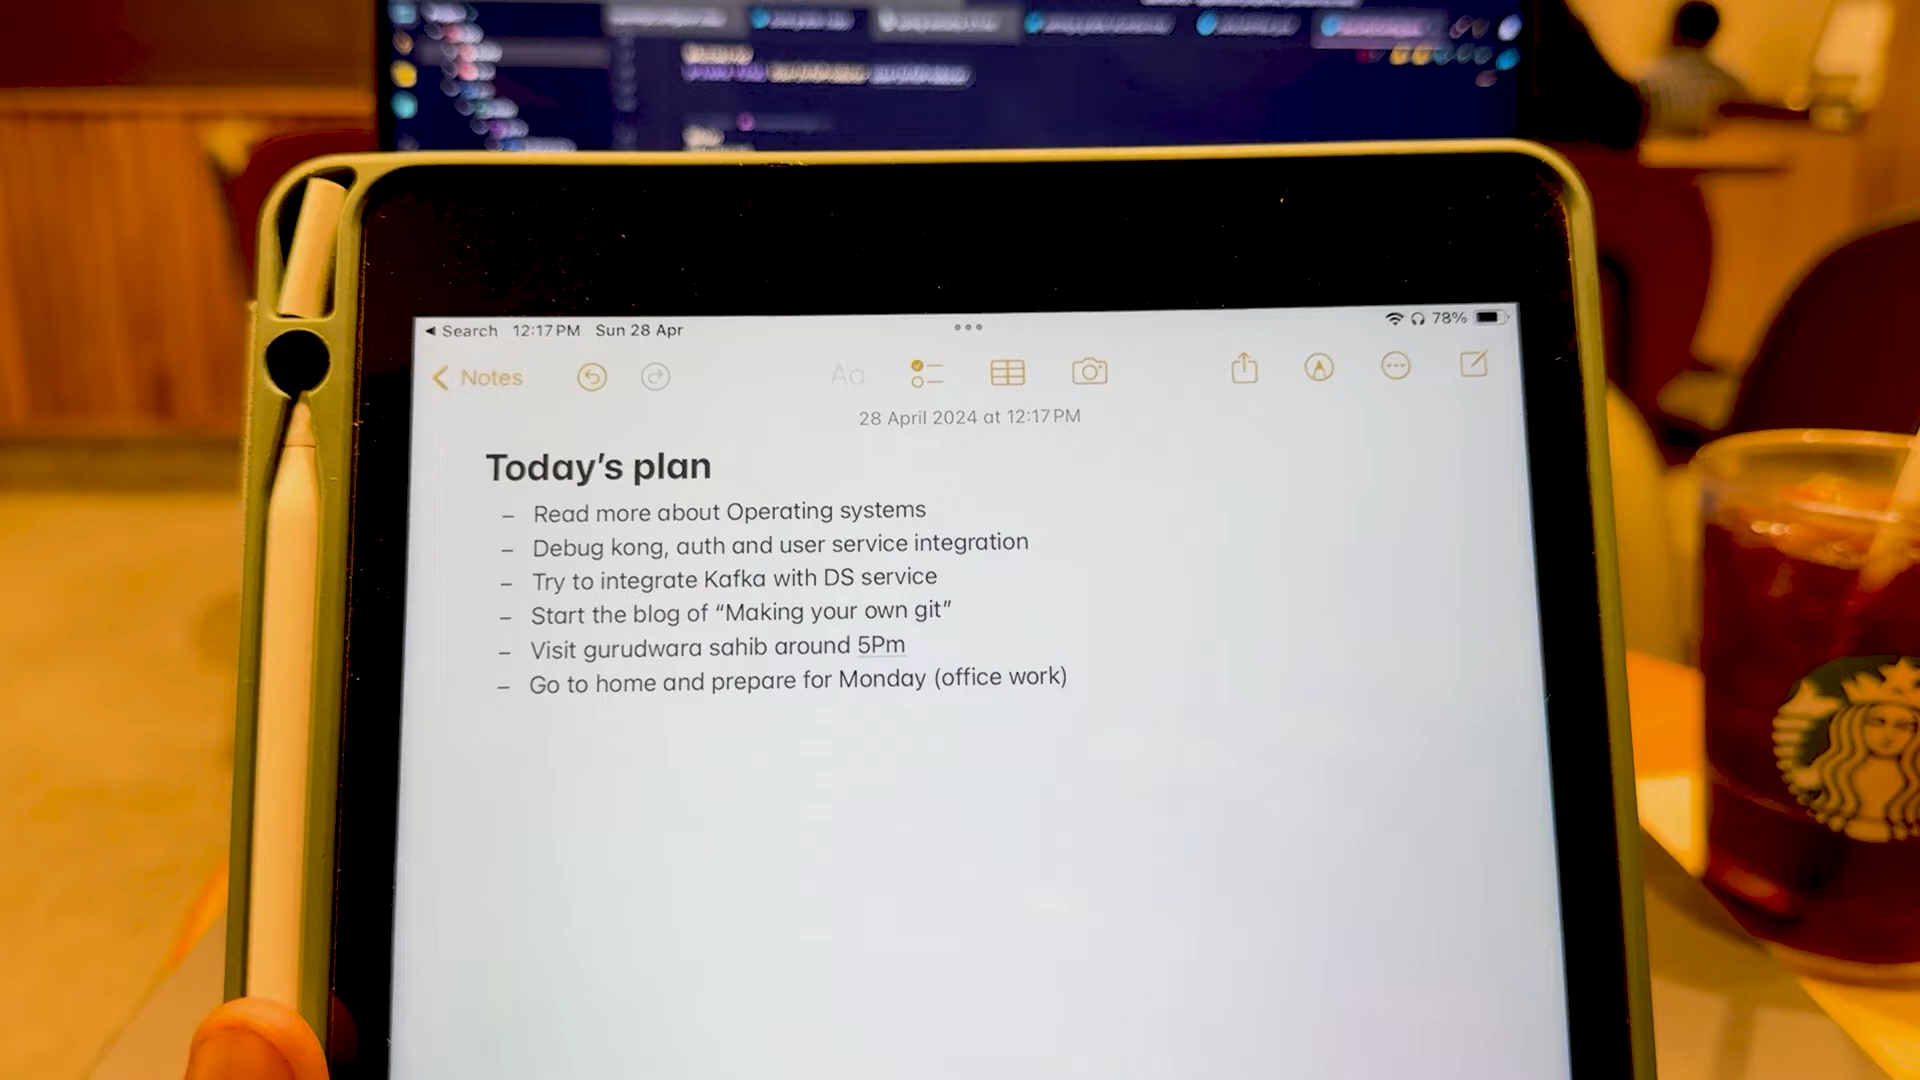 Search 12:17 PM Sun 28 Apr 78%
Notes Aa
28 April 2024 at 12:17 PM
Today's plan
– Read more about Operating systems
– Debug kong, auth and user service integration
– Try to integrate Kafka with DS service
– Start the blog of “Making your own git”
– Visit gurudwara sahib around 5Pm
– Go to home and prepare for Monday (office work)